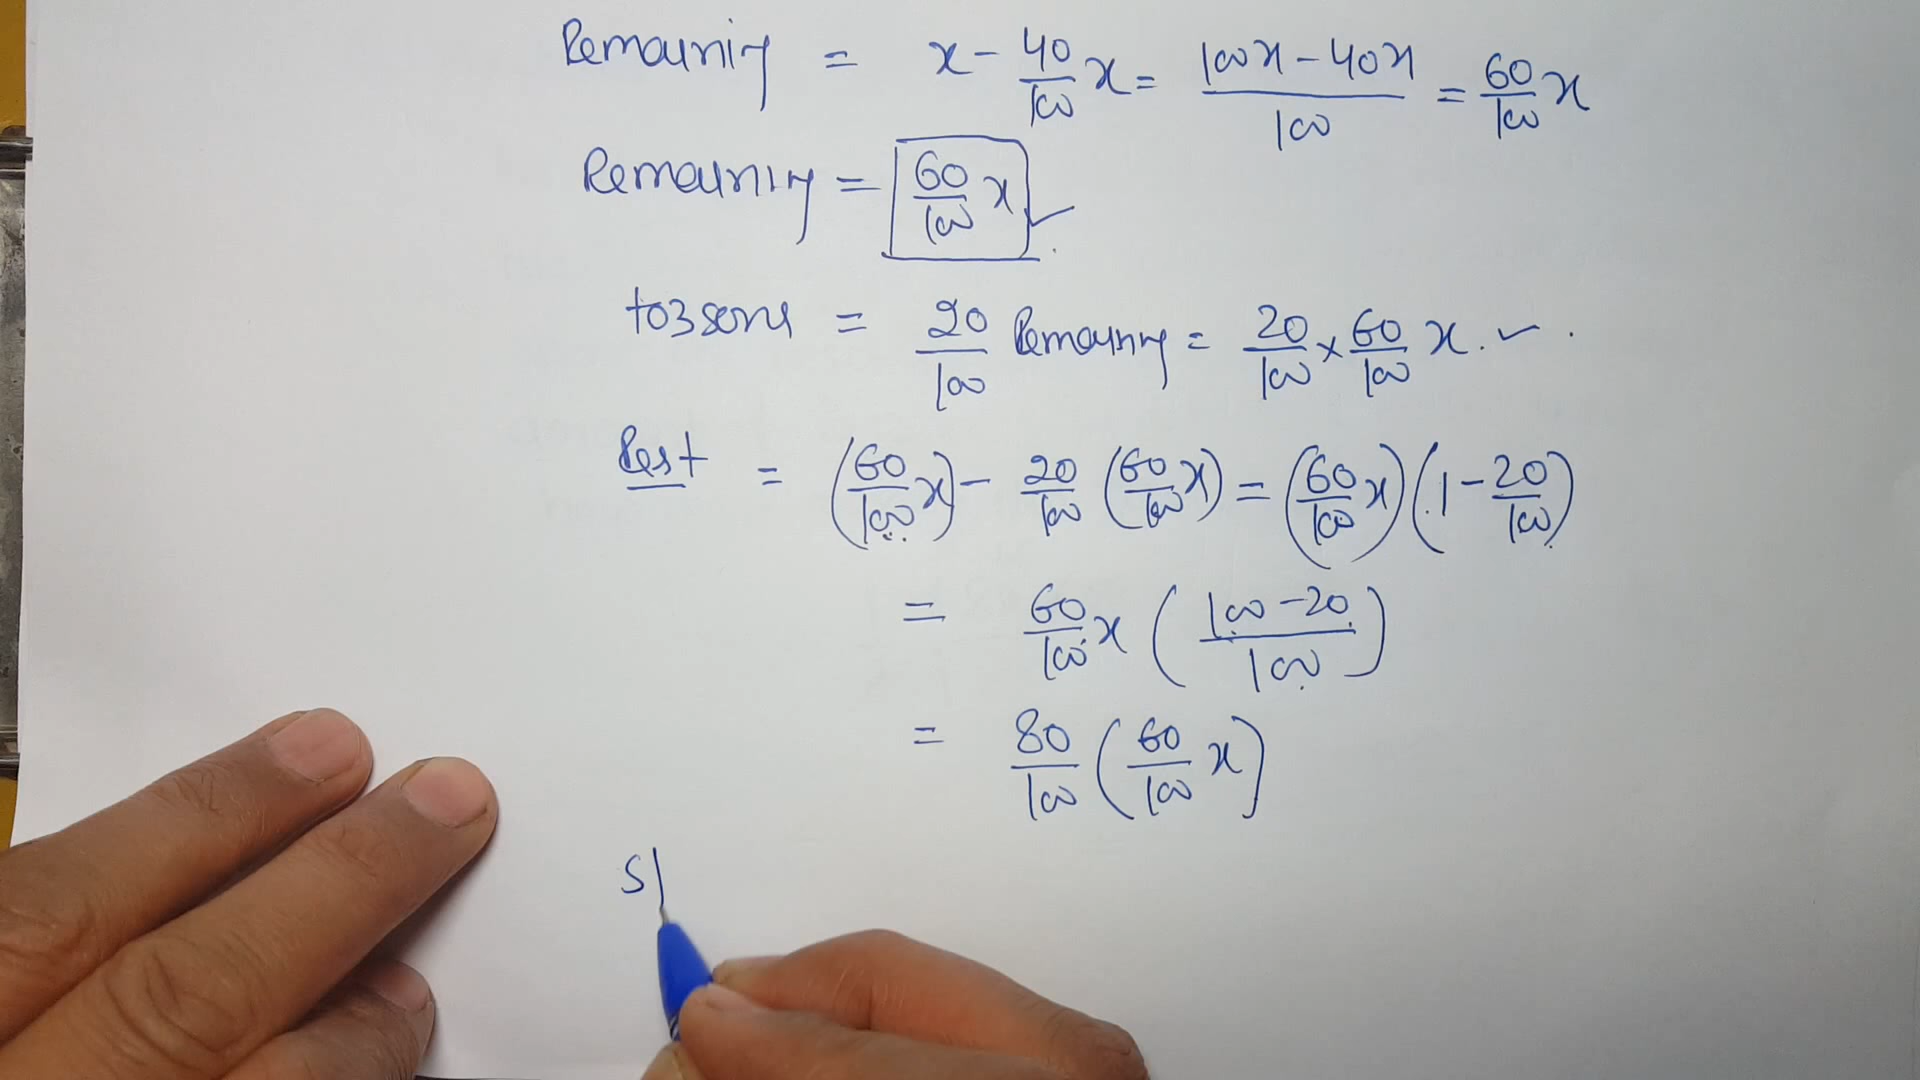 Remaining = x - 40/100 x = 100x - 40x / 100 = 60/100 x
Remaining = 60/100 x ✓
to 3 sons = 20/100 Remaining = 20/100 × 60/100 x. ✓
Rest = (60/100 x) - 20/100 (60/100 x) = (60/100 x)(1 - 20/100)
= 60/100 x (100 - 20 / 100)
= 80/100 (60/100 x)
S|